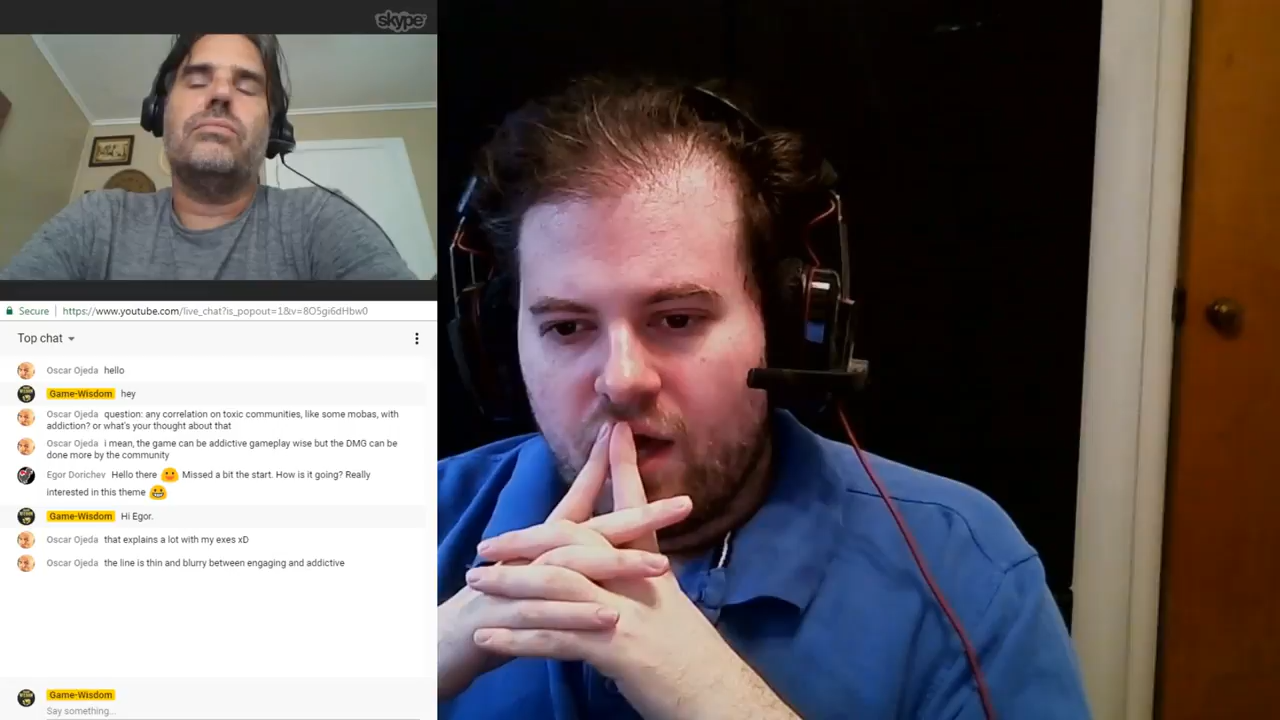 skype
Secure
https://www.youtube.com/live_chat?is_popout=1&v=8O5gi6dHbw0
Top chat
Oscar Ojeda hello
Game-Wisdom hey
Oscar Ojeda question: any correlation on toxic communities, like some mobas, with
addiction? or what's your thought about that
Oscar Ojeda i mean, the game can be addictive gameplay wise but the DMG can be
done more by the community
Egor Dorichev Hello there Missed a bit the start. How is it going? Really
interested in this theme
Game-Wisdom Hi Egor.
Oscar Ojeda that explains a lot with my exes xD
Oscar Ojeda the line is thin and blurry between engaging and addictive
Game-Wisdom
Say something...